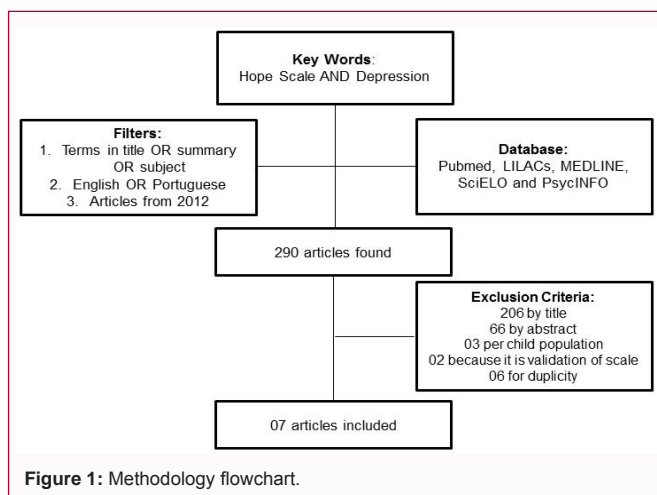 Key Words:
Hope Scale AND Depression
Filters:
1. Terms in title OR summary
OR subject
2. English OR Portuguese
3. Articles from 2012
Database:
Pubmed, LILACs, MEDLINE,
SciELO and PsycINFO
290 articles found
Exclusion Criteria:
206 by title
66 by abstract
03 per child population
02 because it is validation of scale
06 for duplicity
07 articles included
Figure 1: Methodology flowchart.